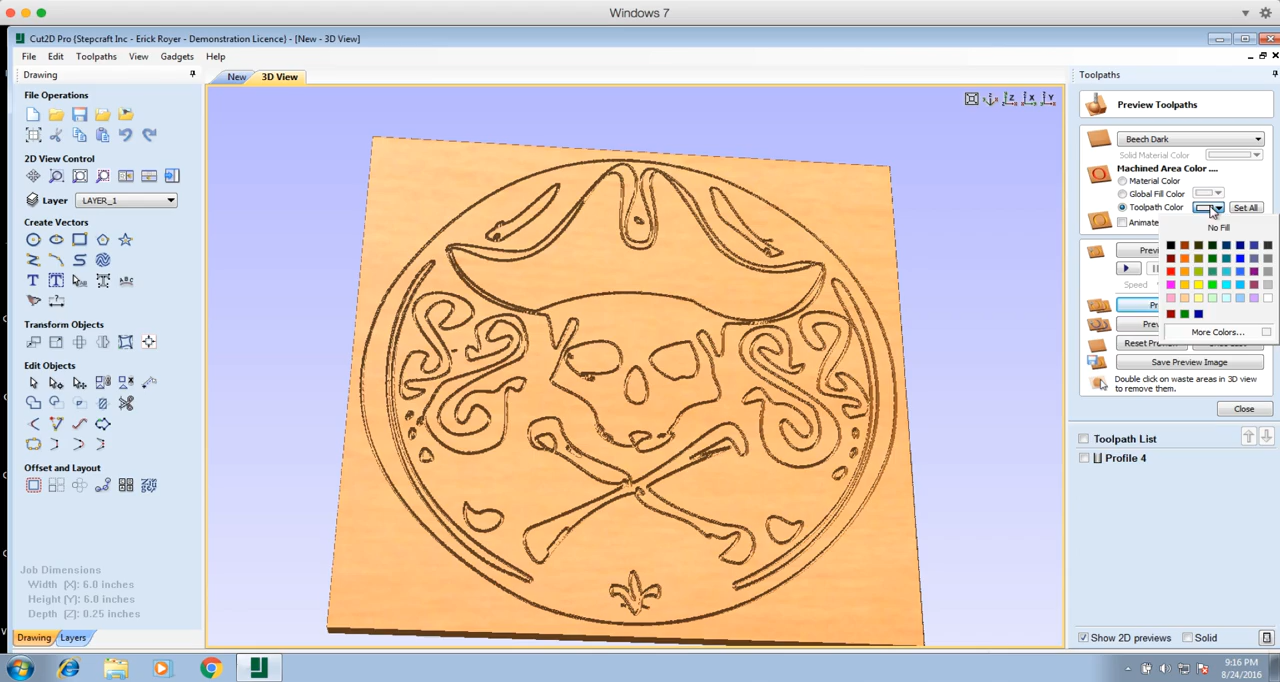 Windows 7
Cut2D Pro {Stepcraft Inc - Erick Royer - Demonstration Licence} - [New - 3D View]
File Edit Toolpaths View Gadgets Help
Drawing
New 3D View
Toolpaths
File Operations
2D View Control
Layer LAYER_1
Create Vectors
Transform Objects
Edit Objects
Offset and Layout
Job Dimensions
Width [X]: 6.0 inches
Height [Y]: 6.0 inches
Depth [Z]: 0.25 inches
Drawing Layers
Z X Y
Preview Toolpaths
Beech Dark
Solid Material Color
Machined Area Color ....
Material Color
Global Fill Color
Toolpath Color Set All
Animate
No Fill
Speed
More Colors...
Save Preview Image
Double click on waste areas in 3D view
to remove them.
Close
Toolpath List
Profile 4
Show 2D previews Solid
9:16 PM
8/24/2016